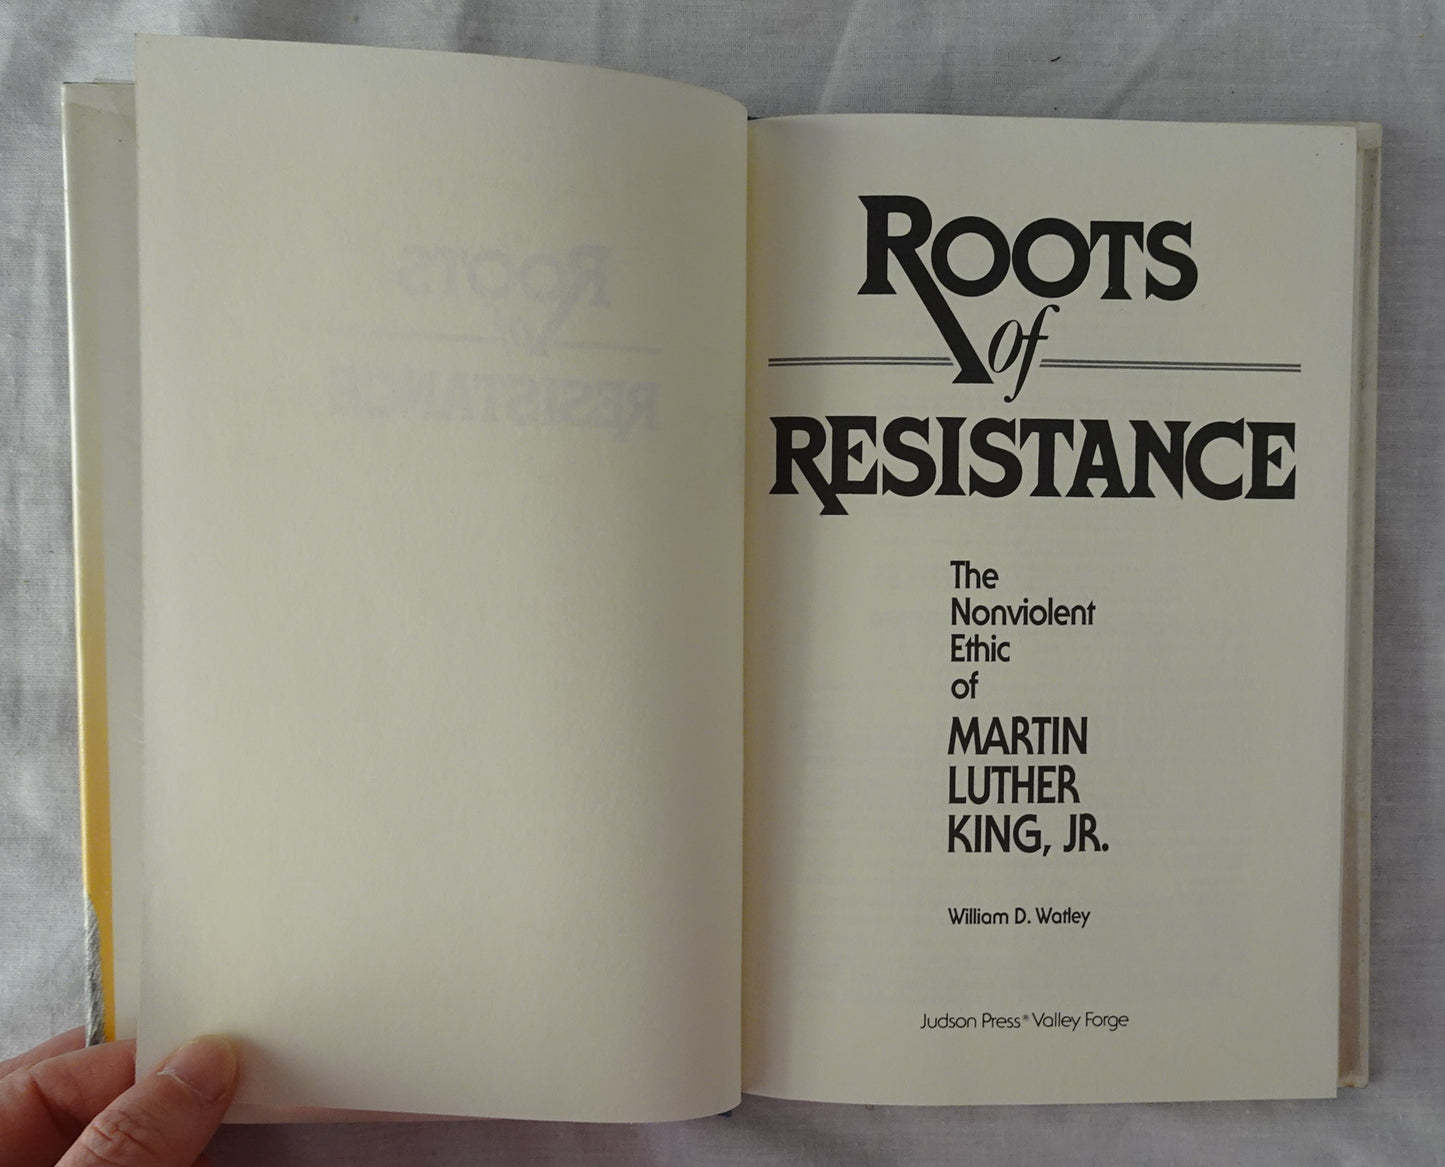 ROOTS
of
RESISTANCE
The
Nonviolent
Ethic
of
MARTIN
LUTHER
KING, JR.
William D. Watley
Judson Press® Valley Forge